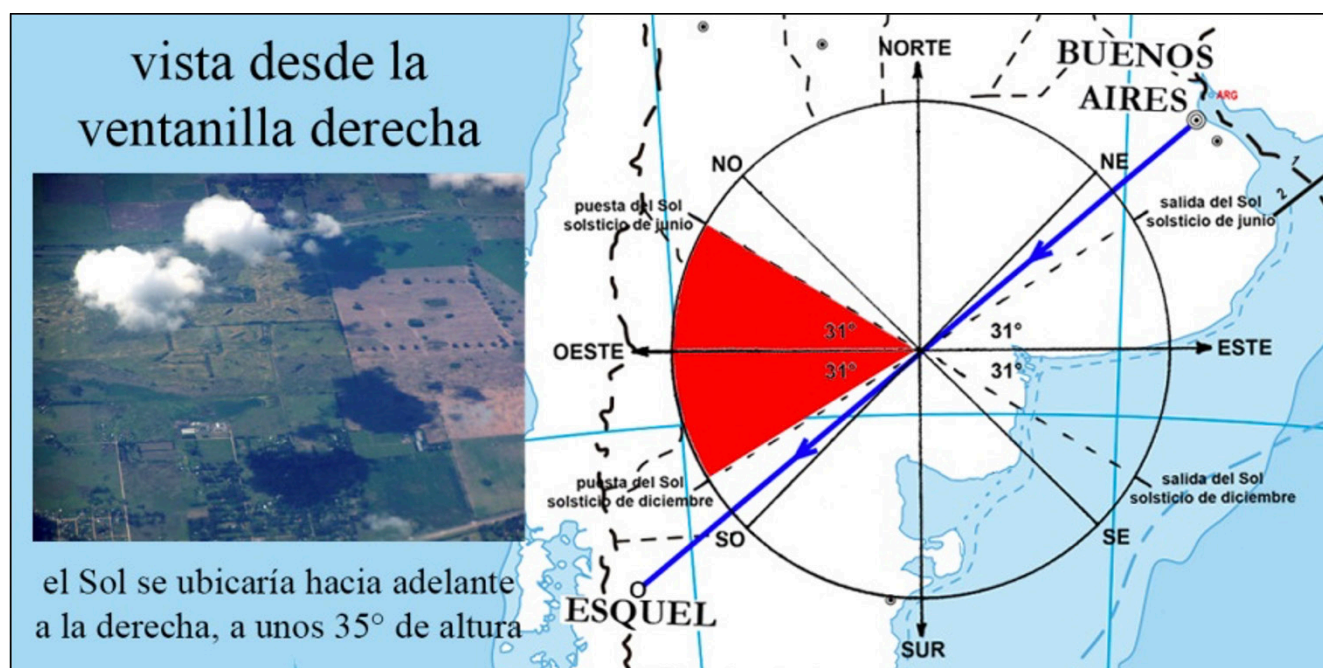 vista desde la
ventanilla derecha
el Sol se ubicaría hacia adelante
a la derecha, a unos 35° de altura
NORTE
BUENOS
AIRES
ARG
NO
NE
puesta del Sol
solsticio de junio
salida del Sol
solsticio de junio
1
2
31°
31°
OESTE
ESTE
31°
31°
puesta del Sol
solsticio de diciembre
salida del Sol
solsticio de diciembre
SO
SE
ESQUEL
SUR